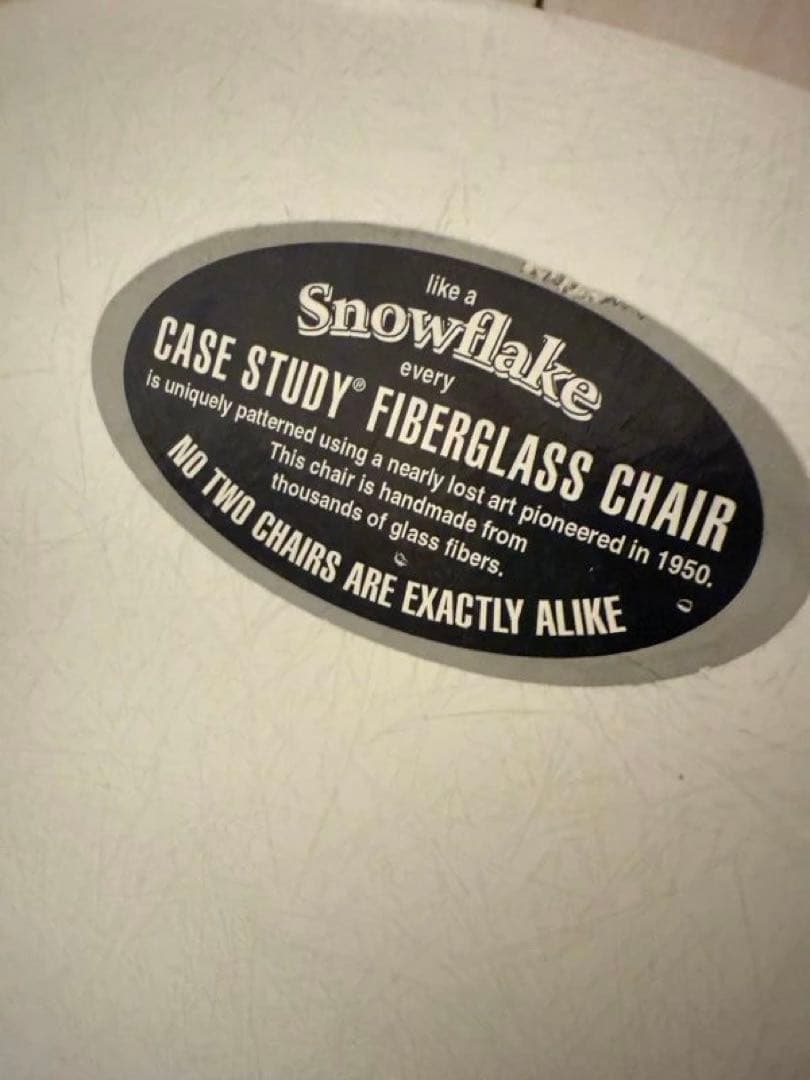 like a
Snowflake
every
CASE STUDY® FIBERGLASS CHAIR
is uniquely patterned using a nearly lost art pioneered in 1950.
This chair is handmade from
thousands of glass fibers.
NO TWO CHAIRS ARE EXACTLY ALIKE